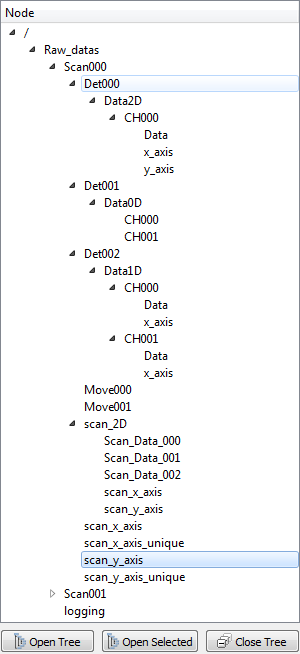 Node
/
Raw_datas
Scan000
Det000
Data2D
CH000
Data
x_axis
y_axis
Det001
Data0D
CH000
CH001
Det002
Data1D
CH000
Data
x_axis
CH001
Data
x_axis
Move000
Move001
scan_2D
Scan_Data_000
Scan_Data_001
Scan_Data_002
scan_x_axis
scan_y_axis
scan_x_axis
scan_x_axis_unique
scan_y_axis
scan_y_axis_unique
Scan001
logging
Open Tree Open Selected Close Tree